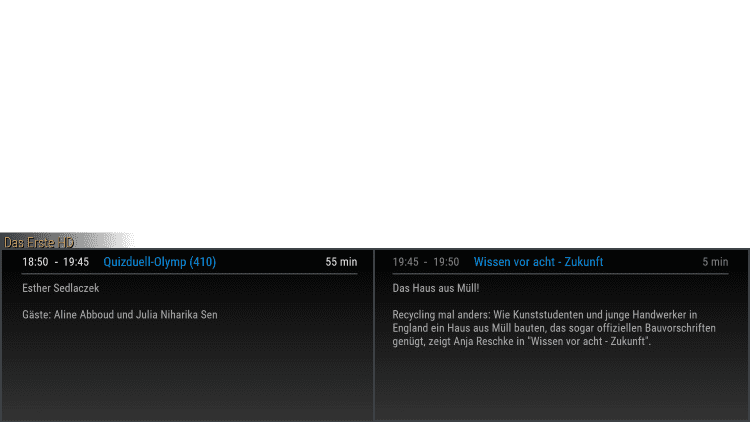 Das Erste HD
18:50 - 19:45 Quizduell-Olymp (410) 55 min
Esther Sedlaczek
Gäste: Aline Abboud und Julia Niharika Sen
19:45 - 19:50 Wissen vor acht - Zukunft 5 min
Das Haus aus Müll!
Recycling mal anders: Wie Kunststudenten und junge Handwerker in
England ein Haus aus Müll bauten, das sogar offiziellen Bauvorschriften
genügt, zeigt Anja Reschke in "Wissen vor acht - Zukunft".